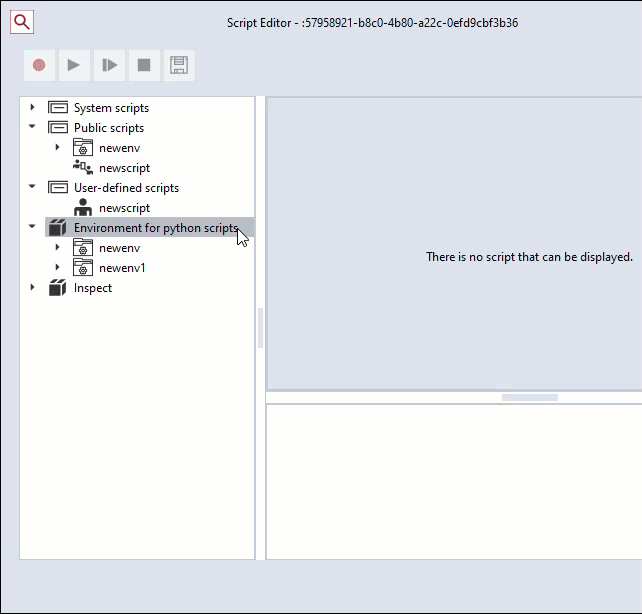 Script Editor - :57958921-b8c0-4b80-a22c-0efd9cbf3b36
System scripts
Public scripts
newenv
newscript
User-defined scripts
newscript
Environment for python scripts
newenv
newenv1
Inspect
There is no script that can be displayed.